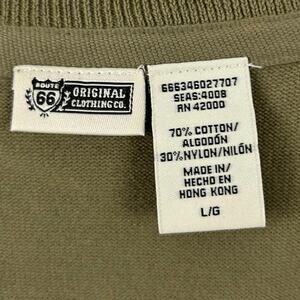 ROUTE
66
ORIGINAL
CLOTHING CO.
666346027707
SEAS:400B
RN 42000
70% COTTON/
ALGODÓN
30% NYLON/NILÓN
MADE IN/
HECHO EN
HONG KONG
L/G